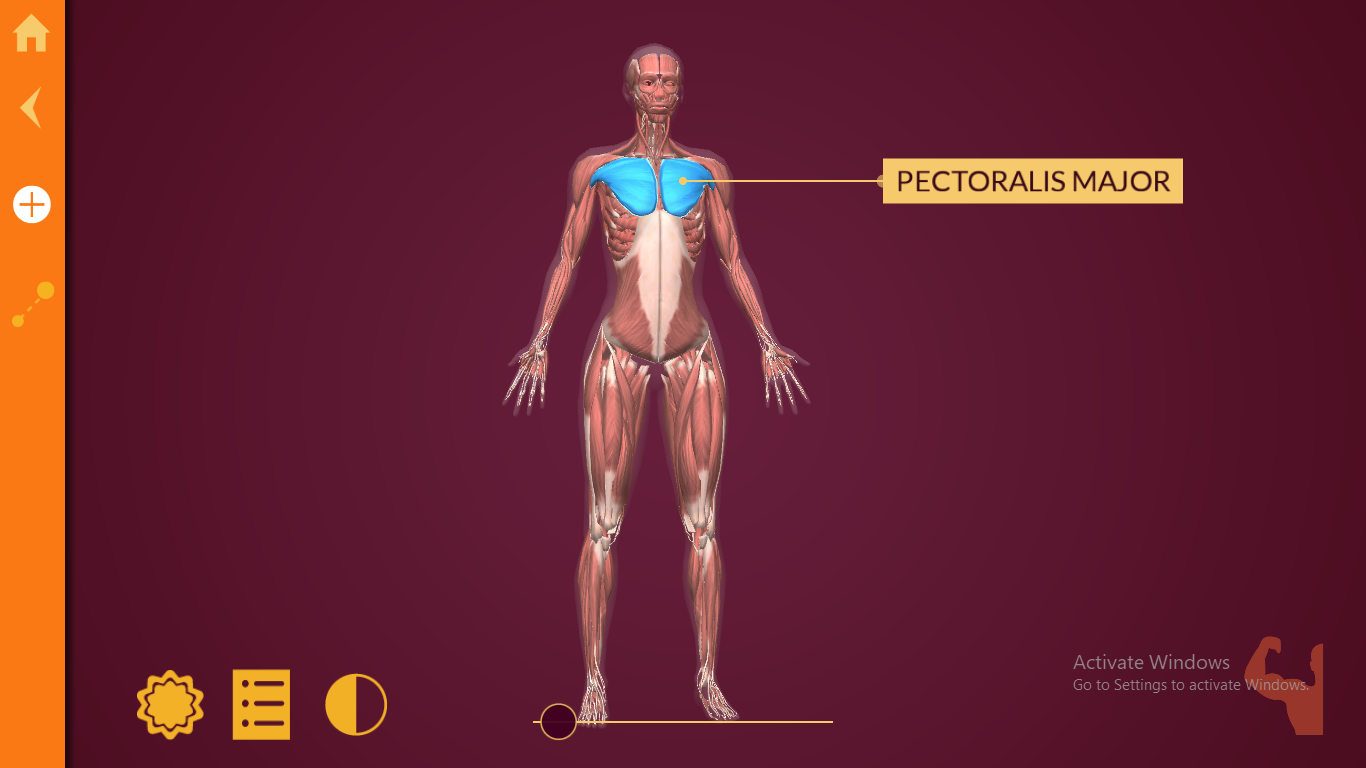 PECTORALIS MAJOR
Activate Windows
Go to Settings to activate Windows.